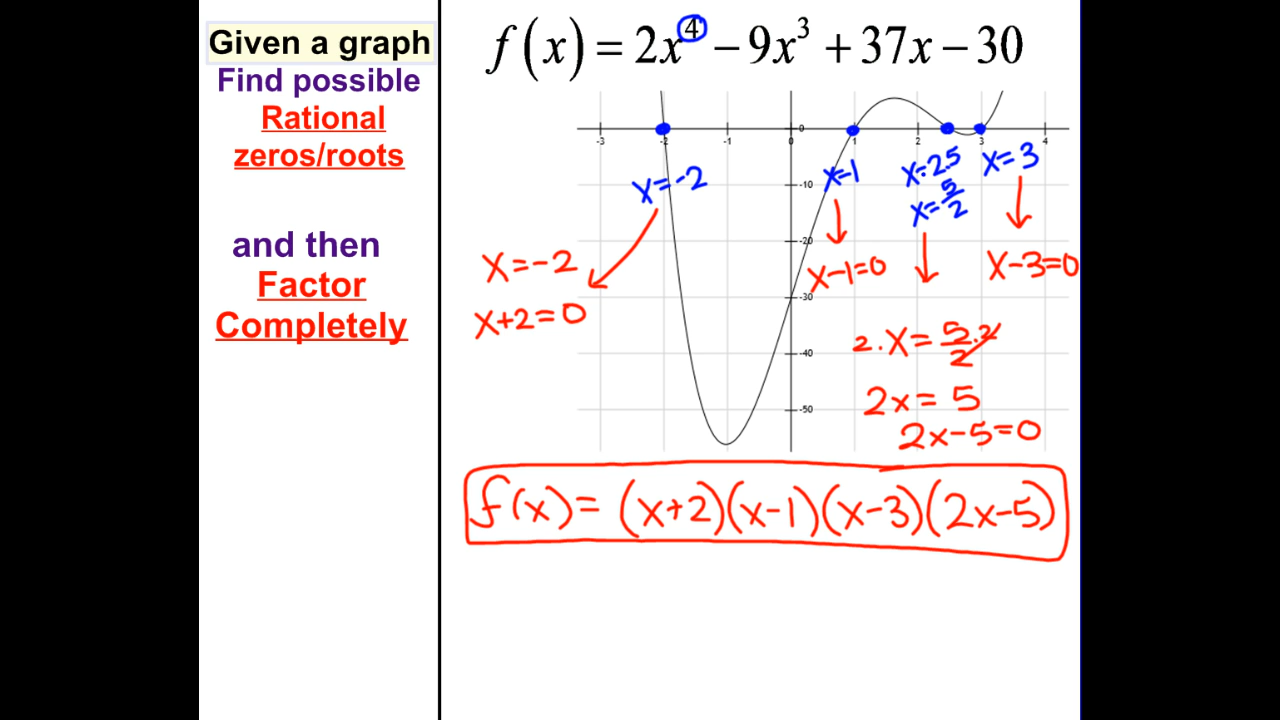 Given a graph
Find possible
Rational
zeros/roots
and then
Factor
Completely
f(x) = 2x⁴ − 9x³ + 37x − 30
-3 -2 -1 0 1 2 3 4
0
-10
-20
-30
-40
-50
x=-2
x=1
x=2.5
x=5/2
x=3
x=-2
x+2=0
x-1=0
2·x=5·2/2
2x=5
2x-5=0
x-3=0
f(x)=(x+2)(x-1)(x-3)(2x-5)